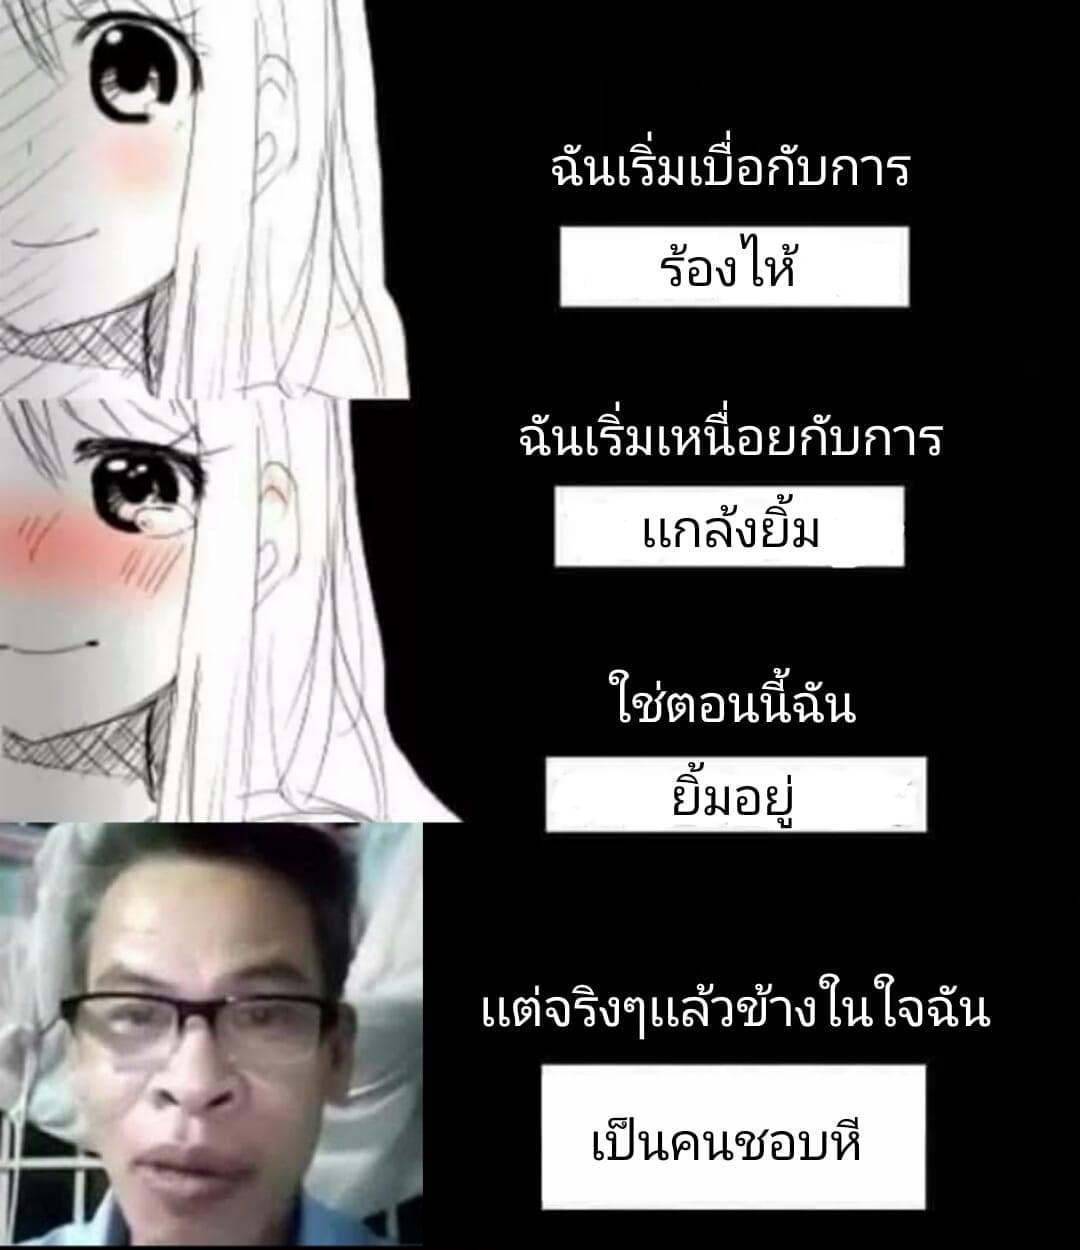 ฉันเริ่มเบื่อกับการ
ร้องไห้
ฉันเริ่มเหนื่อยกับการ
แกล้งยิ้ม
ใช่ตอนนี้ฉัน
ยิ้มอยู่
แต่จริงๆแล้วข้างในใจฉัน
เป็นคนชอบหี